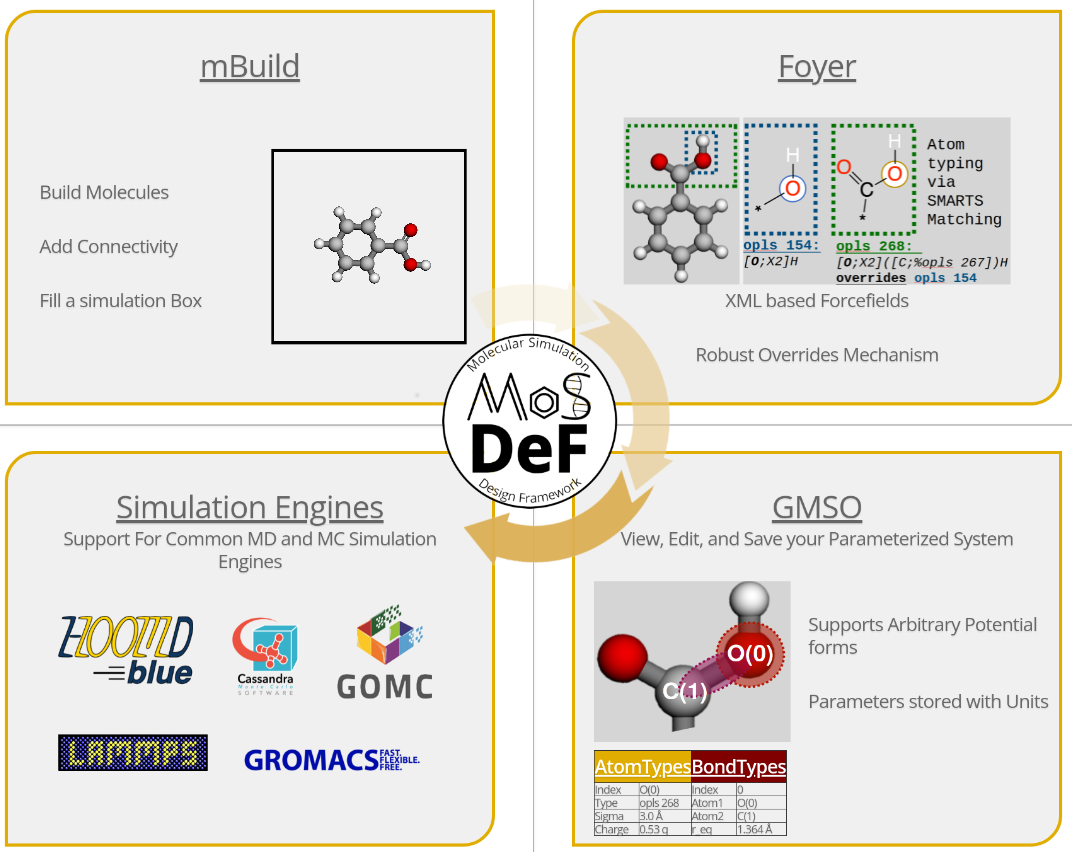 mBuild
Build Molecules
Add Connectivity
Fill a simulation Box
Foyer
H
O
*
H
O
O
C
*
Atom
typing
via
SMARTS
Matching
opls 154:
[O;X2]H
opls 268:
[O;X2]([C;%opls 267])H
overrides opls 154
XML based Forcefields
Robust Overrides Mechanism
Molecular Simulation
MoS
DeF
Design Framework
Simulation Engines
Support For Common MD and MC Simulation
Engines
HOOMD
blue
Cassandra
Monte Carlo
SOFTWARE
GOMC
LAMMPS
GROMACS
FAST.
FLEXIBLE.
FREE.
GMSO
View, Edit, and Save your Parameterized System
O(0)
C(1)
Supports Arbitrary Potential
forms
Parameters stored with Units
AtomTypes BondTypes
Index O(0) Index 0
Type opls 268 Atom1 O(0)
Sigma 3.0 Å Atom2 C(1)
Charge 0.53 q r_eq 1.364 Å